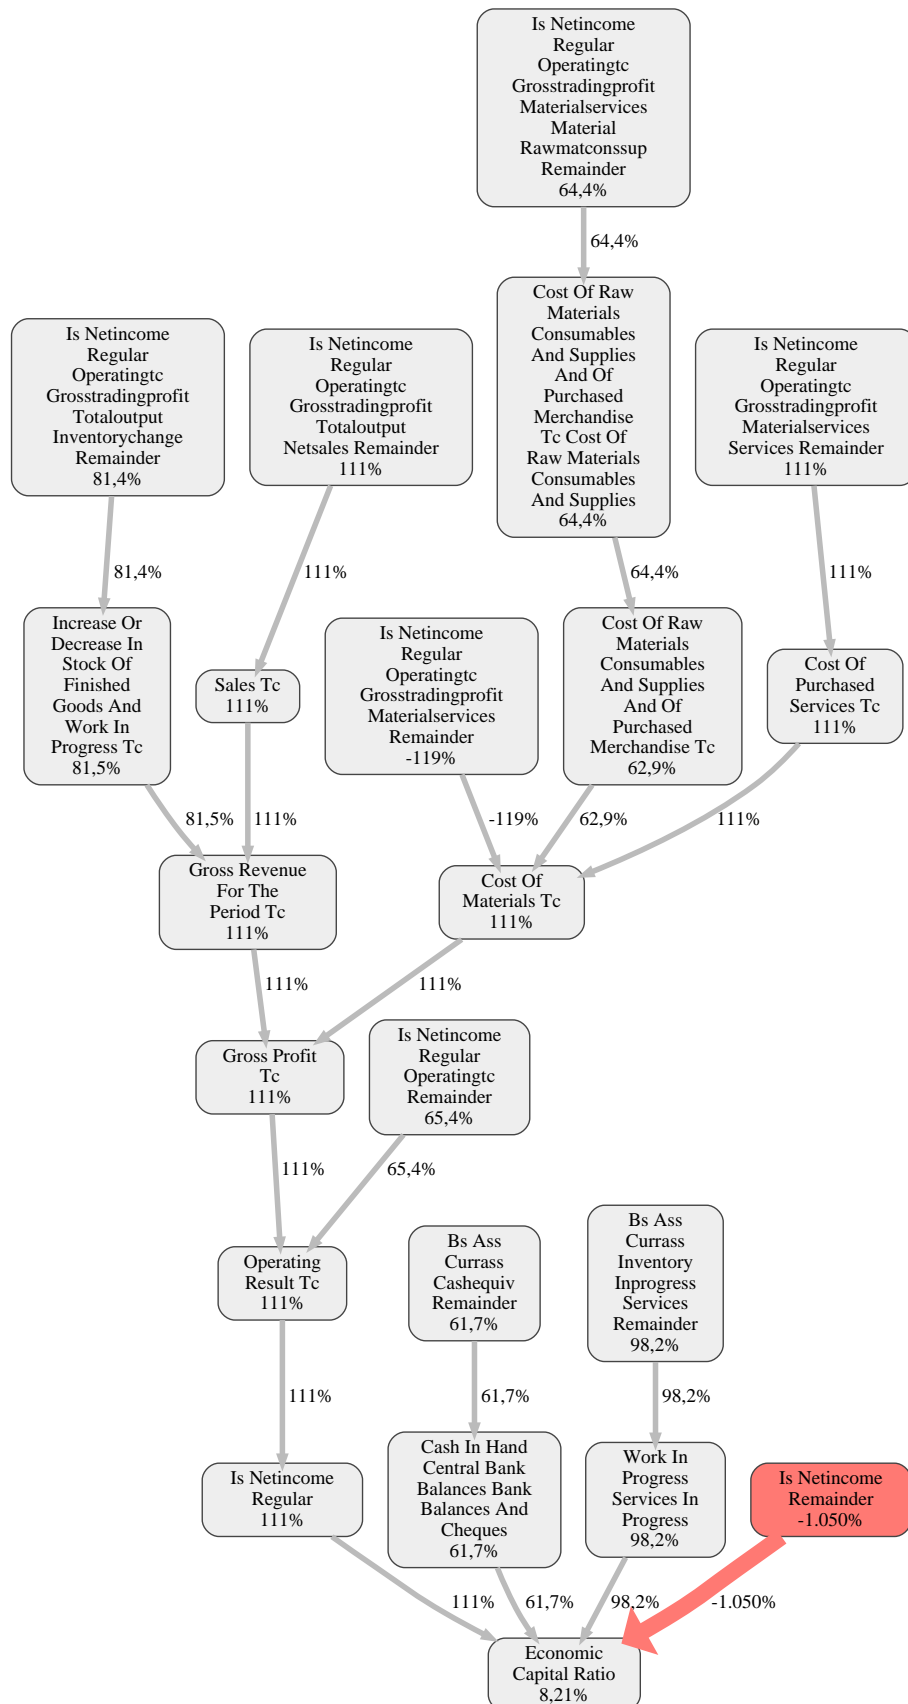 Is Netincome
Regular
Operatingtc
Grosstradingprofit
Materialservices
Material
Rawmatconssup
Remainder
64,4%
64,4%
Is Netincome
Regular
Operatingtc
Grosstradingprofit
Totaloutput
Inventorychange
Remainder
81,4%
Is Netincome
Regular
Operatingtc
Grosstradingprofit
Totaloutput
Netsales Remainder
111%
Cost Of Raw
Materials
Consumables
And Supplies
And Of
Purchased
Merchandise
Tc Cost Of
Raw Materials
Consumables
And Supplies
64,4%
Is Netincome
Regular
Operatingtc
Grosstradingprofit
Materialservices
Services Remainder
111%
81,4%
111%
64,4%
111%
Increase Or
Decrease In
Stock Of
Finished
Goods And
Work In
Progress Tc
81,5%
Sales Tc
111%
Is Netincome
Regular
Operatingtc
Grosstradingprofit
Materialservices
Remainder
-119%
Cost Of Raw
Materials
Consumables
And Supplies
And Of
Purchased
Merchandise Tc
62,9%
Cost Of
Purchased
Services Tc
111%
81,5%
111%
-119%
62,9%
111%
Gross Revenue
For The
Period Tc
111%
Cost Of
Materials Tc
111%
111%
111%
Gross Profit
Tc
111%
Is Netincome
Regular
Operatingtc
Remainder
65,4%
111%
65,4%
Operating
Result Tc
111%
Bs Ass
Currass
Cashequiv
Remainder
61,7%
Bs Ass
Currass
Inventory
Inprogress
Services
Remainder
98,2%
111%
61,7%
98,2%
Is Netincome
Regular
111%
Cash In Hand
Central Bank
Balances Bank
Balances And
Cheques
61,7%
Work In
Progress
Services In
Progress
98,2%
Is Netincome
Remainder
-1.050%
111%
61,7%
98,2%
-1.050%
Economic
Capital Ratio
8,21%